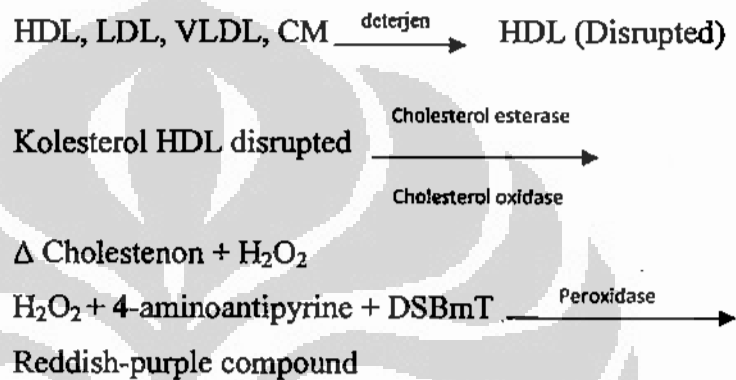 HDL, LDL, VLDL, CM deterjen HDL (Disrupted)
Cholesterol esterase
Kolesterol HDL disrupted
Cholesterol oxidase
Δ Cholestenon + H₂O₂
H₂O₂ + 4-aminoantipyrine + DSBmT Peroxidase
Reddish-purple compound